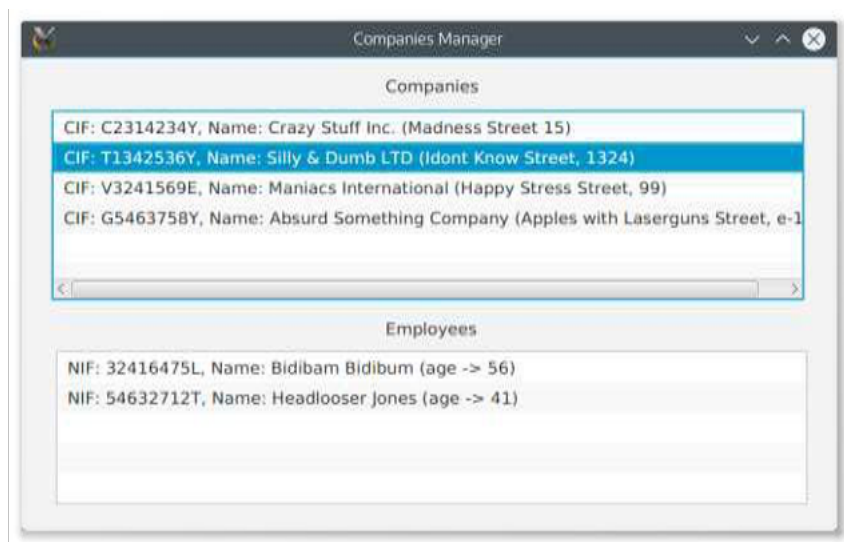 Companies Manager
Companies
CIF: C2314234Y, Name: Crazy Stuff Inc. (Madness Street 15)
CIF: T1342536Y, Name: Silly & Dumb LTD (Idont Know Street, 1324)
CIF: V3241569E, Name: Maniacs International (Happy Stress Street, 99)
CIF: G5463758Y, Name: Absurd Something Company (Apples with Laserguns Street, e-1
Employees
NIF: 32416475L, Name: Bidibam Bidibum (age -> 56)
NIF: 54632712T, Name: Headlooser Jones (age -> 41)